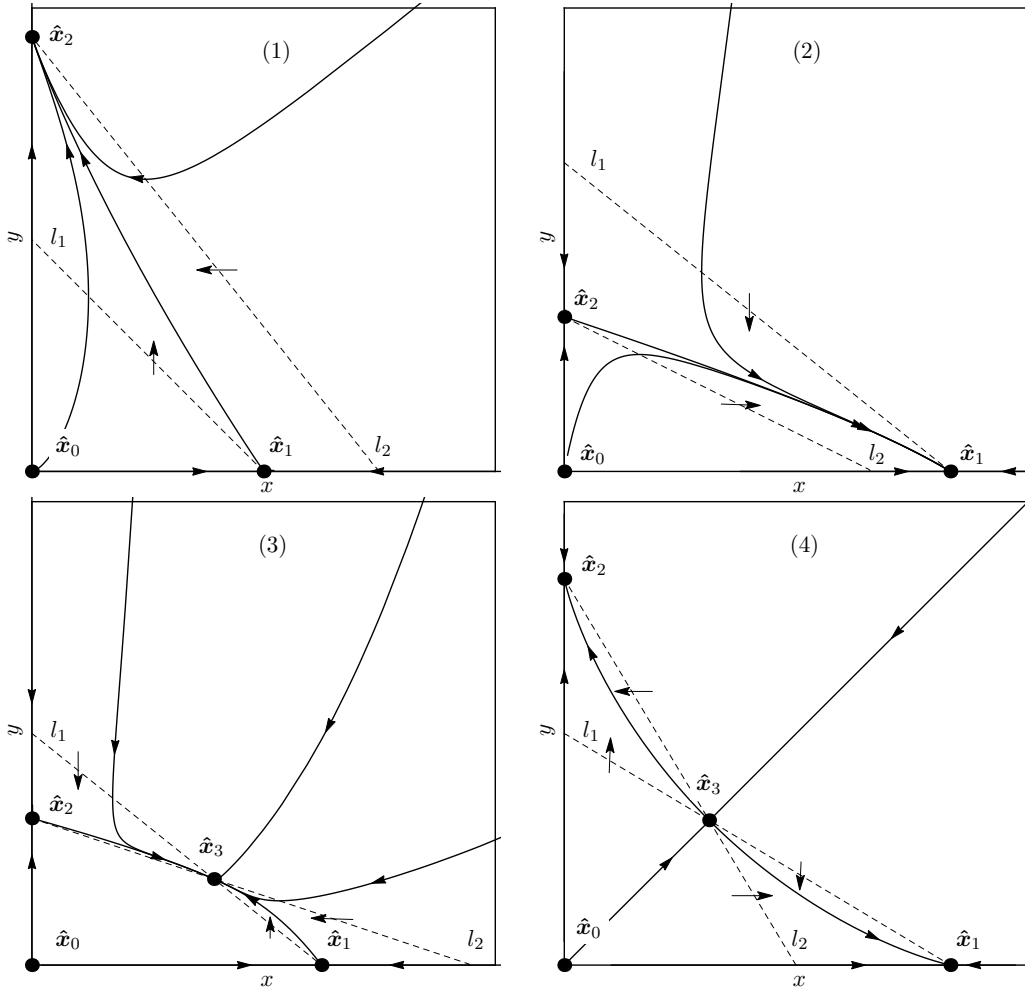 x̂₂
(1)
l₁
y
x̂₀
x̂₁
l₂
x
(2)
l₁
y
x̂₂
x̂₀
l₂
x̂₁
x
(3)
l₁
y
x̂₂
x̂₃
x̂₀
x̂₁
l₂
x
(4)
x̂₂
l₁
y
x̂₃
x̂₀
l₂
x̂₁
x